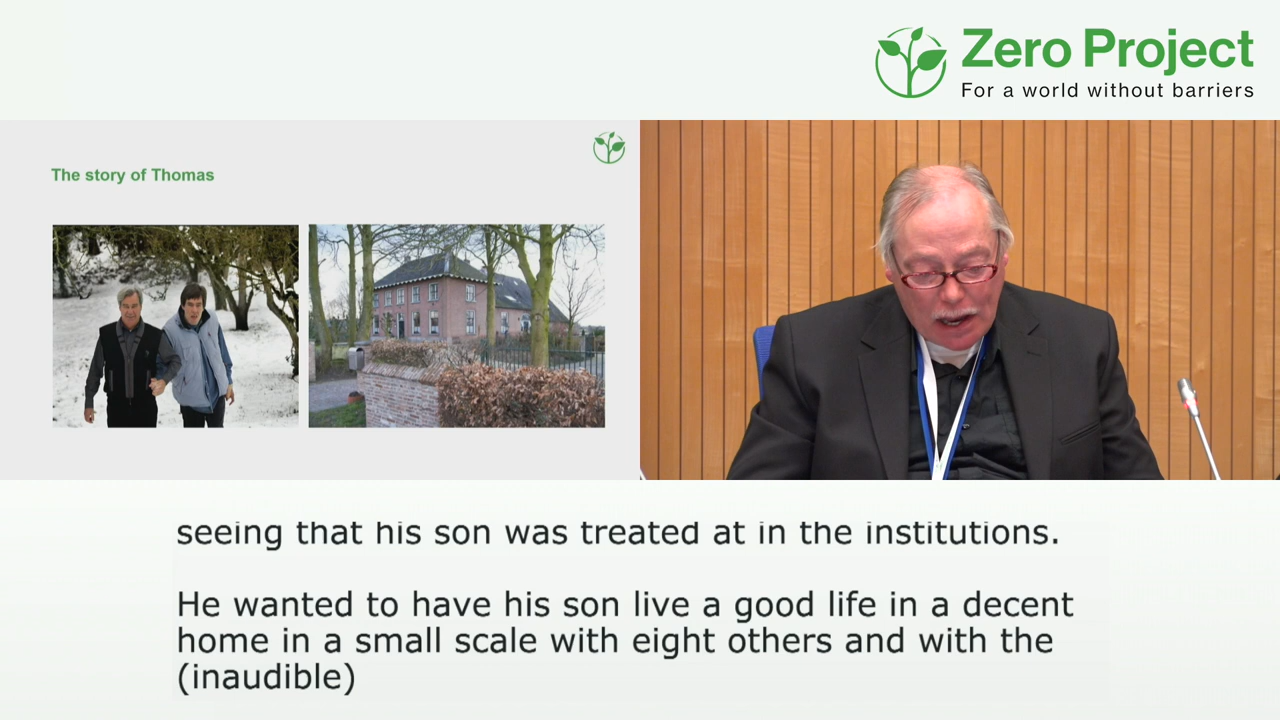 Zero Project
For a world without barriers
The story of Thomas
seeing that his son was treated at in the institutions.
He wanted to have his son live a good life in a decent
home in a small scale with eight others and with the
(inaudible)